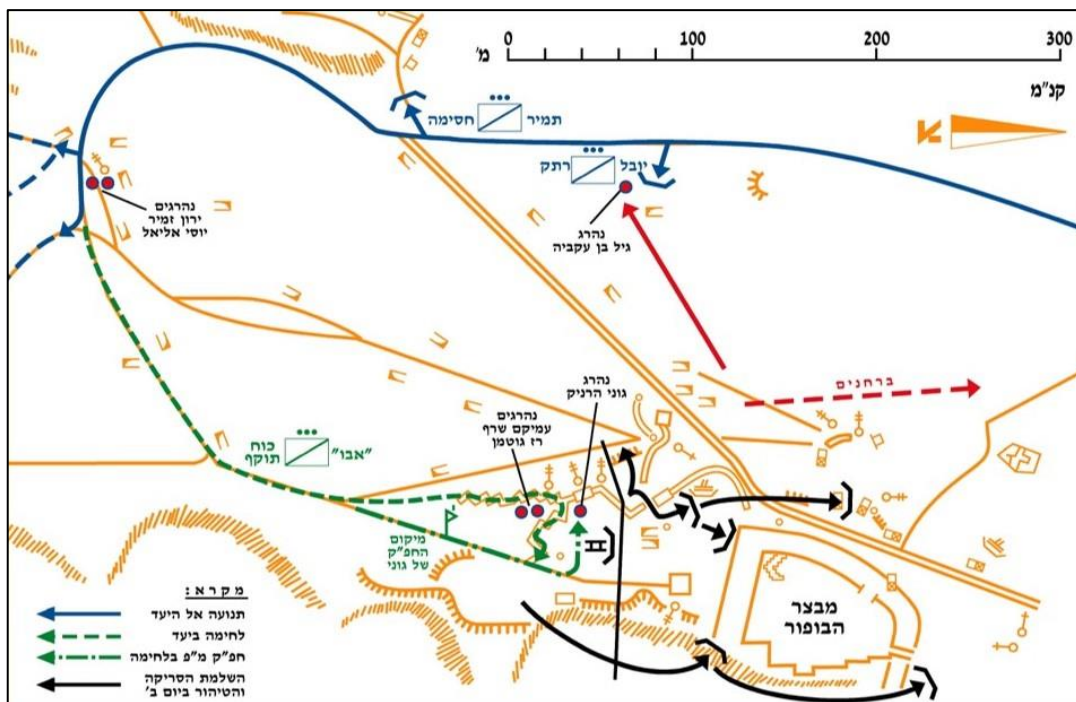 מ' 0 100 200 300
קנ"מ
תמיר חסימה
יובל רתק
נהרג
גיל בן עקביה
נהרגים
ירון זמיר
יוסי אליאל
ברחנים
נהרג
גוני הרניק
נהרגים
עמיקם שרף
רז גוטמן
"אבו" כוח
תוקף
מיקום
החפ"ק
של גוני
מבצר
הבופור
מקרא:
תנועה אל היעד
לחימה ביעד
חפ"ק מ"פ בלחימה
השלמת הסריקה
והטיהור ביום ב'